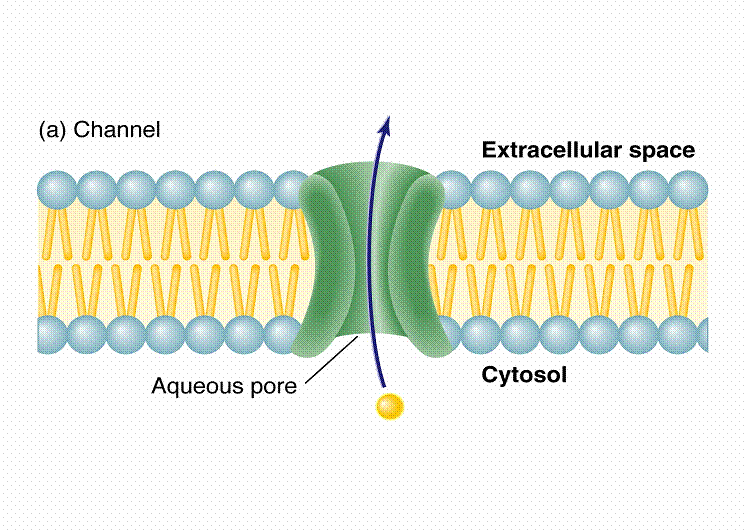 (a) Channel
Extracellular space
Aqueous pore
Cytosol